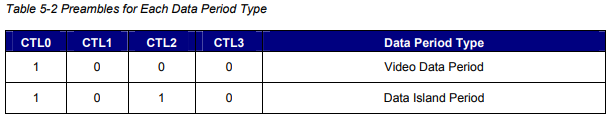 Table 5-2 Preambles for Each Data Period Type
CTL0 CTL1 CTL2 CTL3 Data Period Type
1 0 0 0 Video Data Period
1 0 1 0 Data Island Period